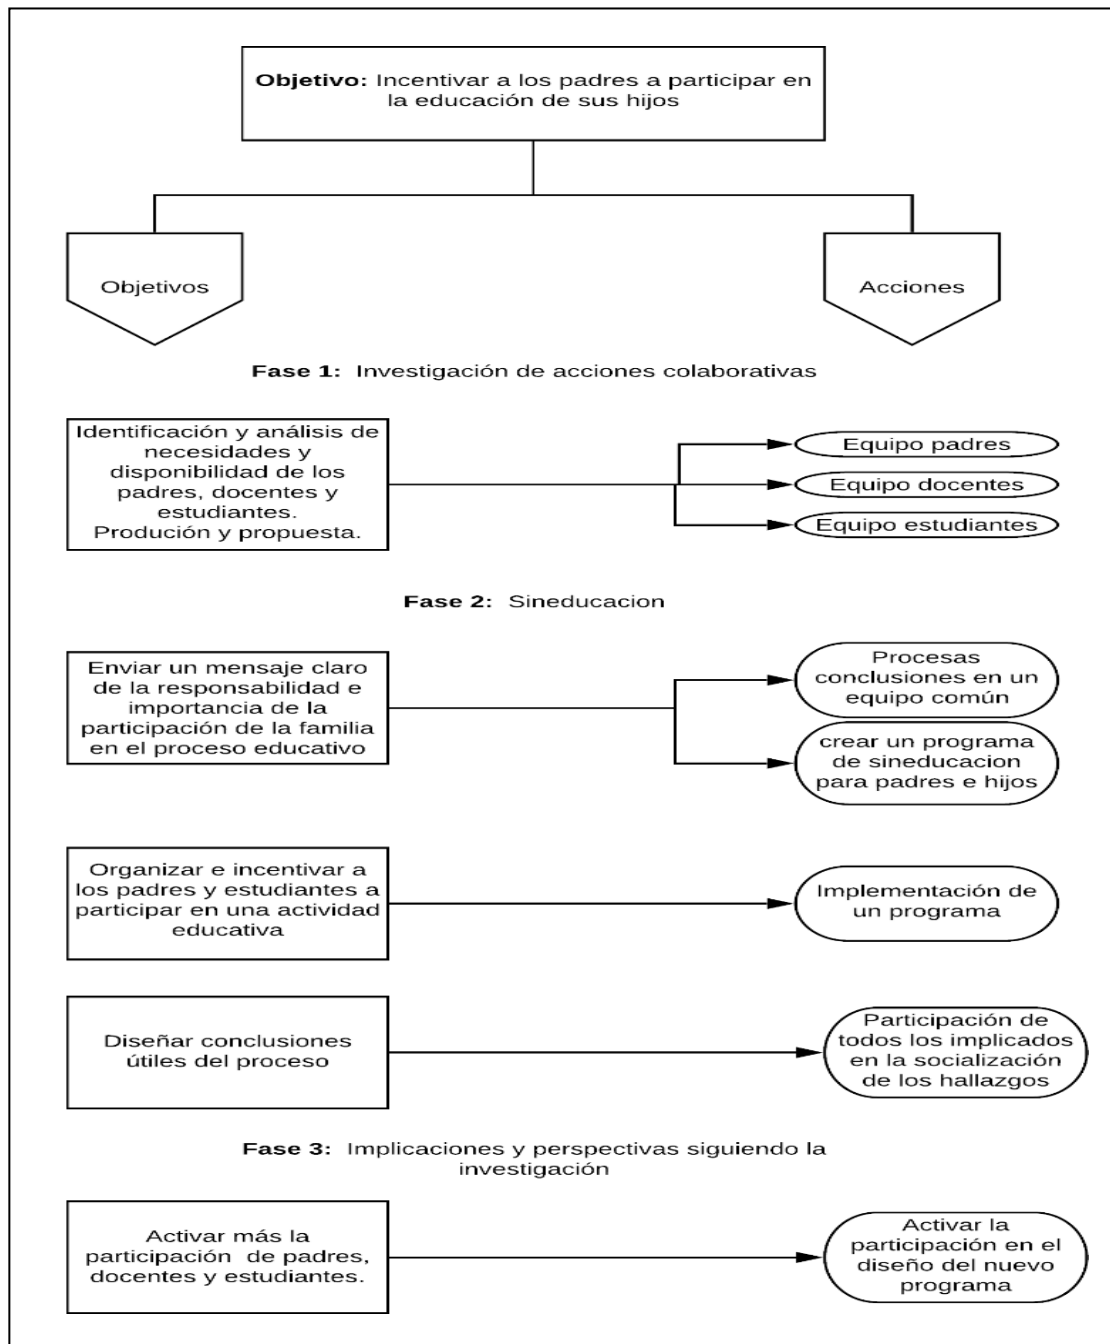 Objetivo: Incentivar a los padres a participar en
la educación de sus hijos
Objetivos
Acciones
Fase 1: Investigación de acciones colaborativas
Identificación y análisis de
necesidades y
disponibilidad de los
padres, docentes y
estudiantes.
Produción y propuesta.
Equipo padres
Equipo docentes
Equipo estudiantes
Fase 2: Sineducacion
Enviar un mensaje claro
de la responsabilidad e
importancia de la
participación de la familia
en el proceso educativo
Procesas
conclusiones en un
equipo común
crear un programa
de sineducacion
para padres e hijos
Organizar e incentivar a
los padres y estudiantes a
participar en una actividad
educativa
Implementación de
un programa
Diseñar conclusiones
útiles del proceso
Participación de
todos los implicados
en la socialización
de los hallazgos
Fase 3: Implicaciones y perspectivas siguiendo la
investigación
Activar más la
participación de padres,
docentes y estudiantes.
Activar la
participación en el
diseño del nuevo
programa